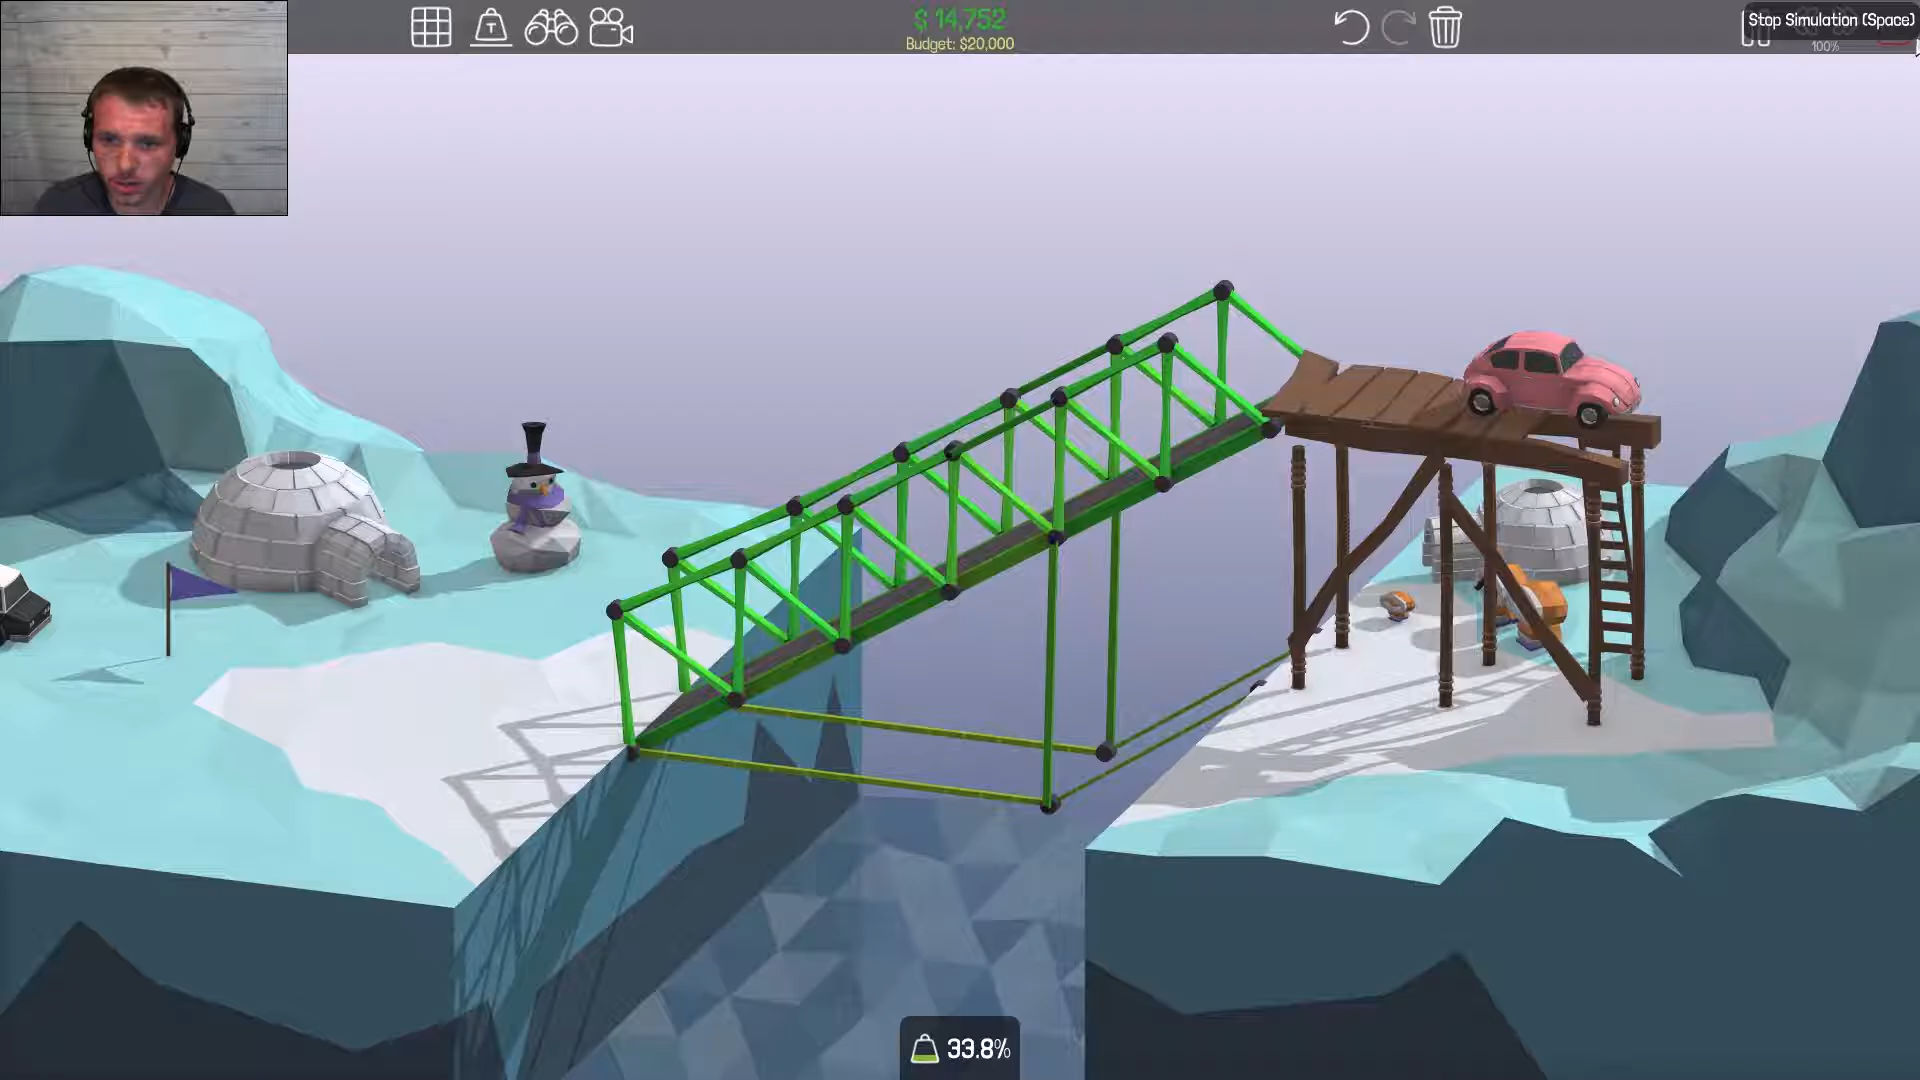 $ 14,752
Budget: $20,000
Stop Simulation (Space)
100%
33.8%